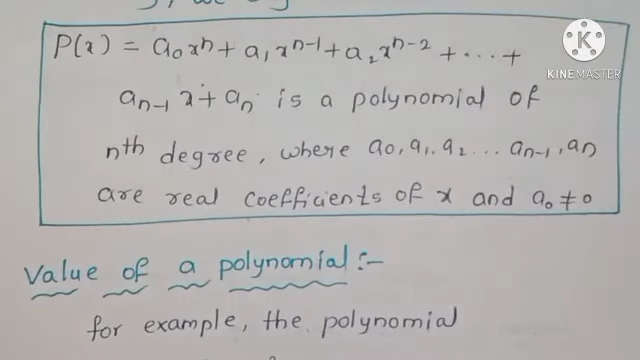 P(x) = a₀xⁿ + a₁xⁿ⁻¹ + a₂xⁿ⁻² + ... +
aₙ₋₁ x + aₙ is a polynomial of
nth degree, where a₀, a₁, a₂ ... aₙ₋₁, aₙ
are real coefficients of x and a₀ ≠ 0
KINEMASTER
Value of a polynomial :-
for example, the polynomial